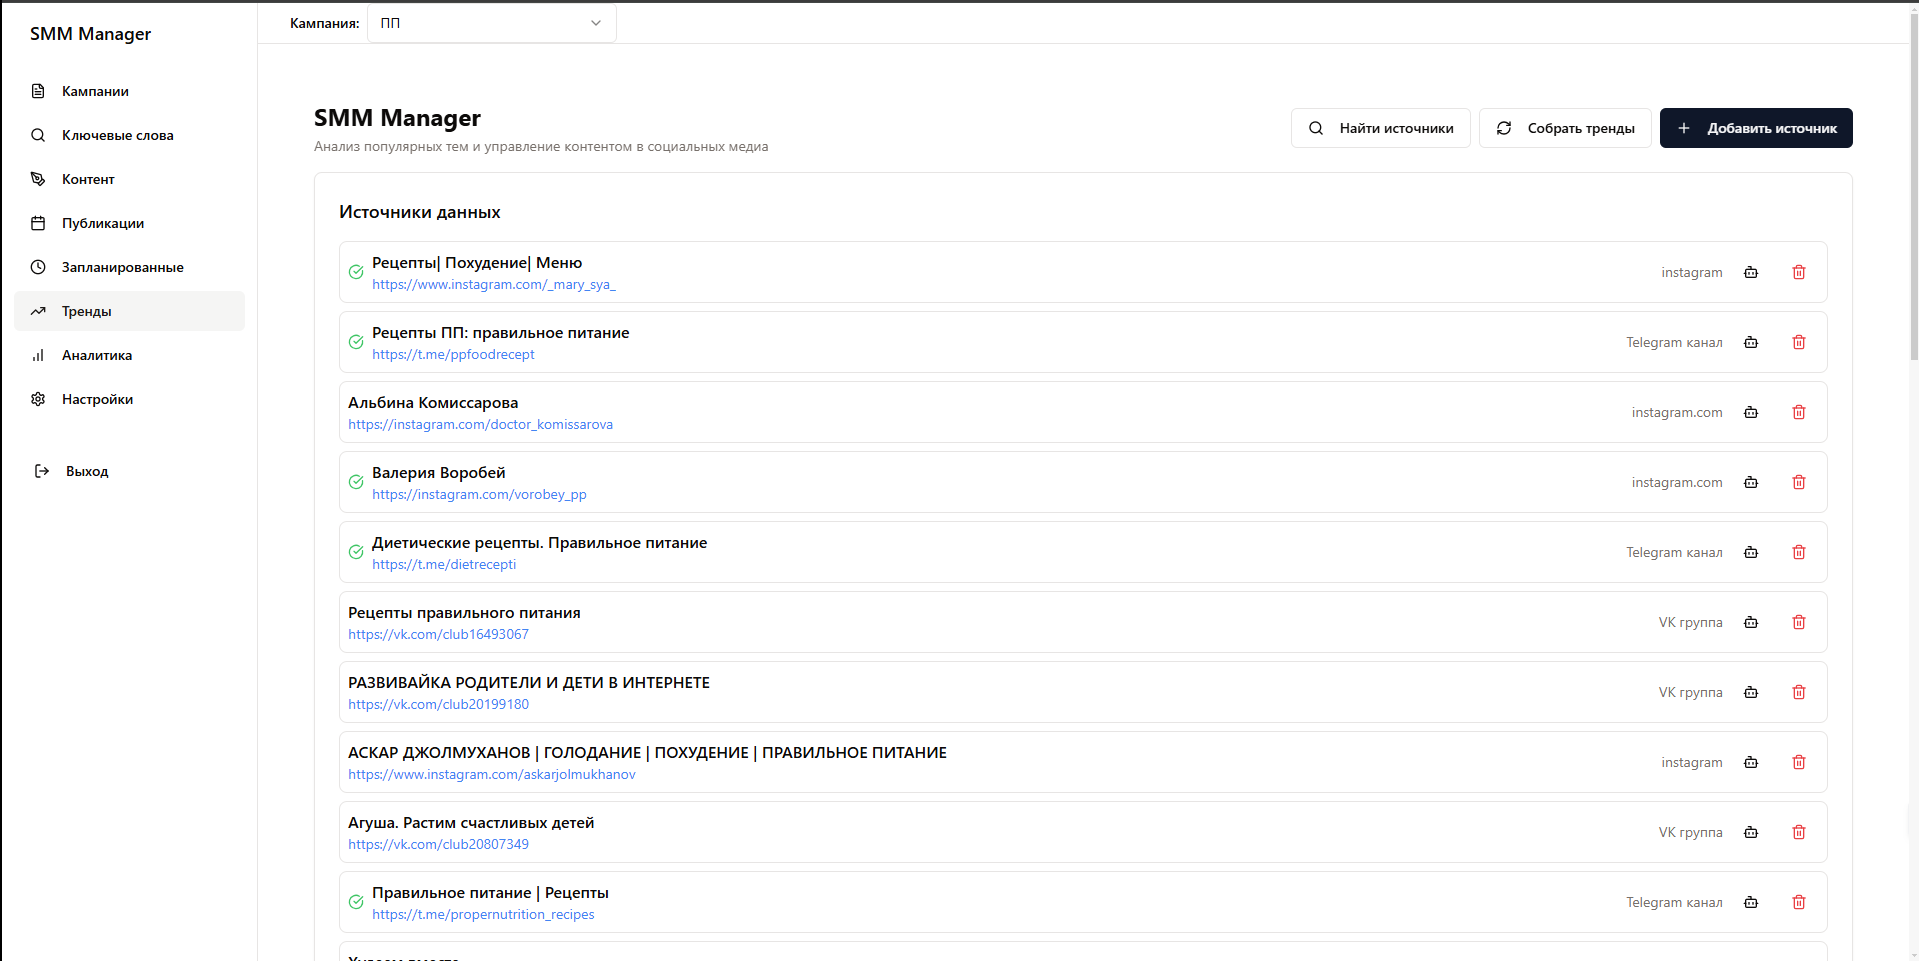 SMM Manager
Кампании
Ключевые слова
Контент
Публикации
Запланированные
Тренды
Аналитика
Настройки
Выход
Кампания: ПП
SMM Manager
Анализ популярных тем и управление контентом в социальных медиа
Найти источники
Собрать тренды
Добавить источник
Источники данных
Рецепты| Похудение| Меню
https://www.instagram.com/_mary_sya_
instagram
Рецепты ПП: правильное питание
https://t.me/ppfoodrecept
Telegram канал
Альбина Комиссарова
https://instagram.com/doctor_komissarova
instagram.com
Валерия Воробей
https://instagram.com/vorobey_pp
instagram.com
Диетические рецепты. Правильное питание
https://t.me/dietrecepti
Telegram канал
Рецепты правильного питания
https://vk.com/club16493067
VK группа
РАЗВИВАЙКА РОДИТЕЛИ И ДЕТИ В ИНТЕРНЕТЕ
https://vk.com/club20199180
VK группа
АСКАР ДЖОЛМУХАНОВ | ГОЛОДАНИЕ | ПОХУДЕНИЕ | ПРАВИЛЬНОЕ ПИТАНИЕ
https://www.instagram.com/askarjolmukhanov
instagram
Агуша. Растим счастливых детей
https://vk.com/club20807349
VK группа
Правильное питание | Рецепты
https://t.me/propernutrition_recipes
Telegram канал